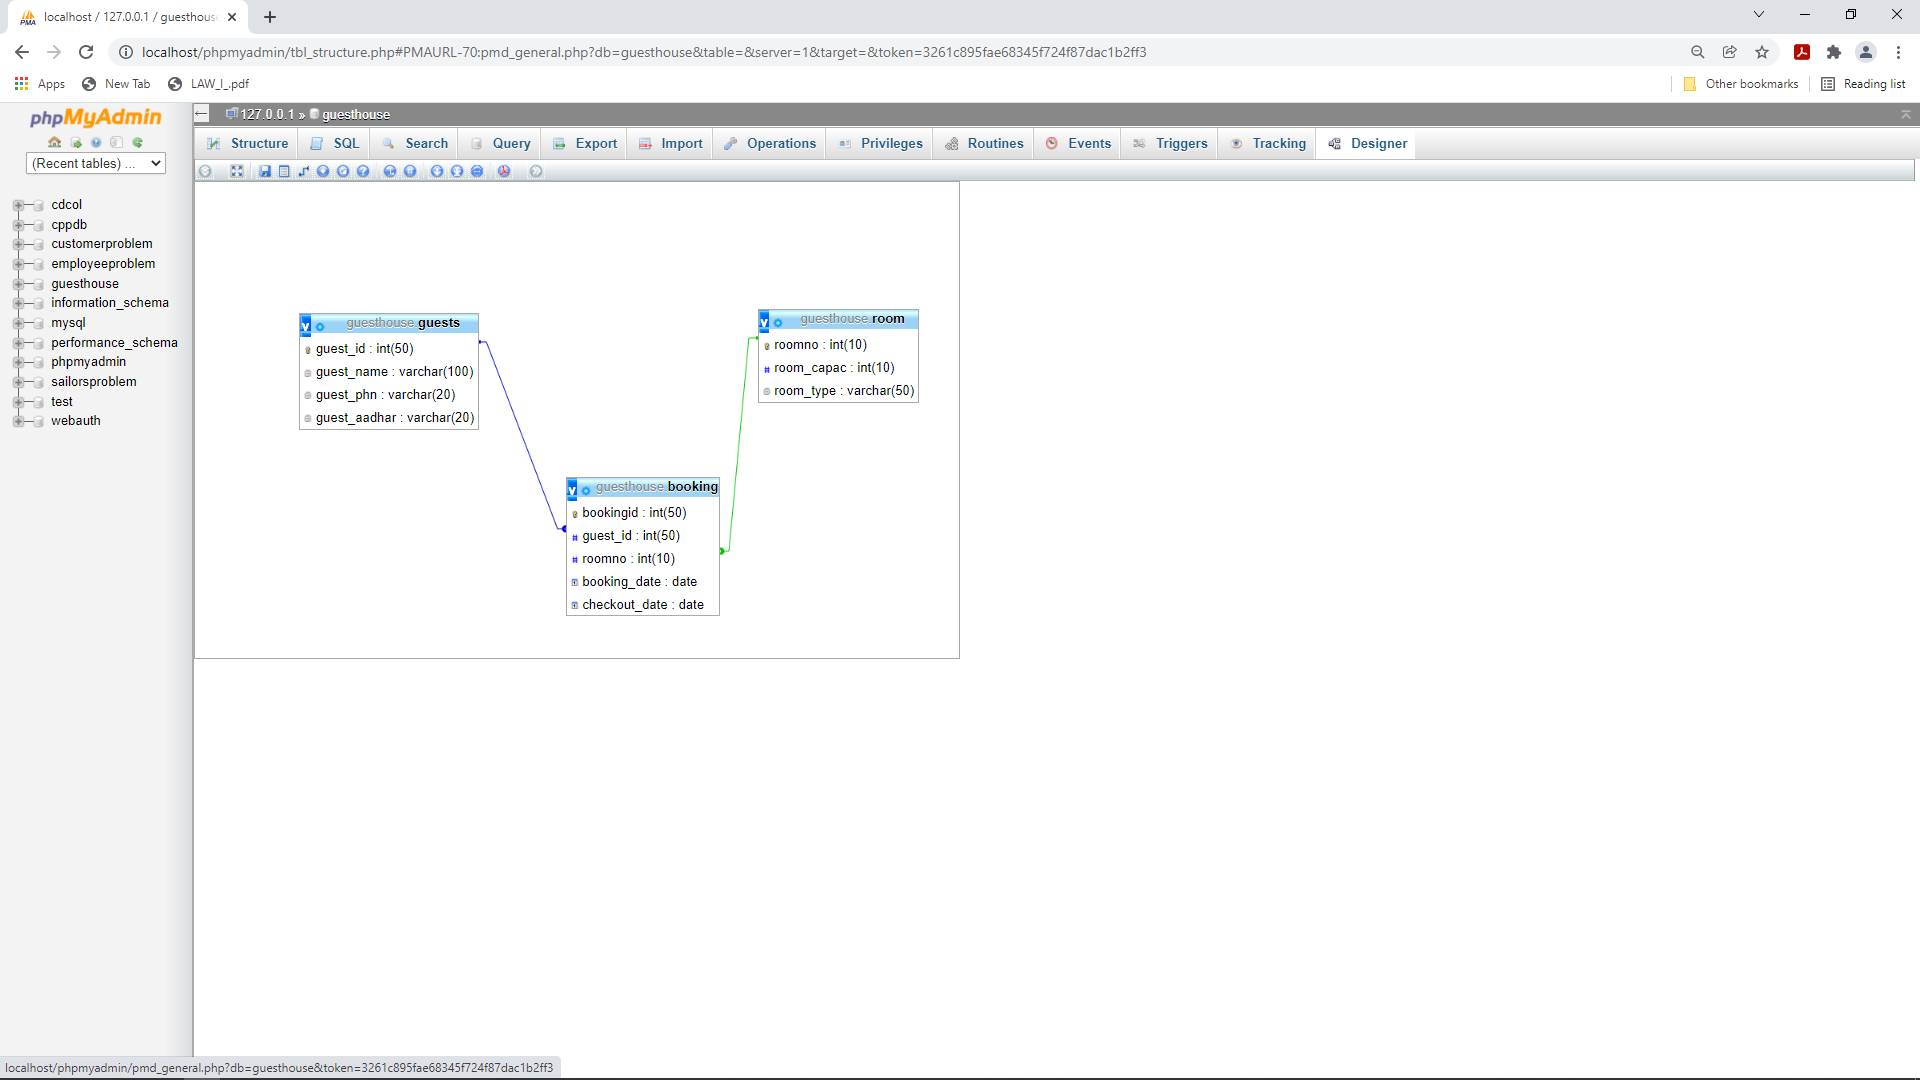 localhost / 127.0.0.1 / guesthous
localhost/phpmyadmin/tbl_structure.php#PMAURL-70:pmd_general.php?db=guesthouse&table=&server=1&target=&token=3261c895fae68345f724f87dac1b2ff3
Apps New Tab LAW_I_.pdf Other bookmarks Reading list
phpMyAdmin
127.0.0.1 » guesthouse
Structure SQL Search Query Export Import Operations Privileges Routines Events Triggers Tracking Designer
(Recent tables) ...
cdcol
cppdb
customerproblem
employeeproblem
guesthouse
information_schema
mysql
performance_schema
phpmyadmin
sailorsproblem
test
webauth
guesthouse.guests
guest_id : int(50)
guest_name : varchar(100)
guest_phn : varchar(20)
guest_aadhar : varchar(20)
guesthouse.room
roomno : int(10)
room_capac : int(10)
room_type : varchar(50)
guesthouse.booking
bookingid : int(50)
guest_id : int(50)
roomno : int(10)
booking_date : date
checkout_date : date
localhost/phpmyadmin/pmd_general.php?db=guesthouse&token=3261c895fae68345f724f87dac1b2ff3